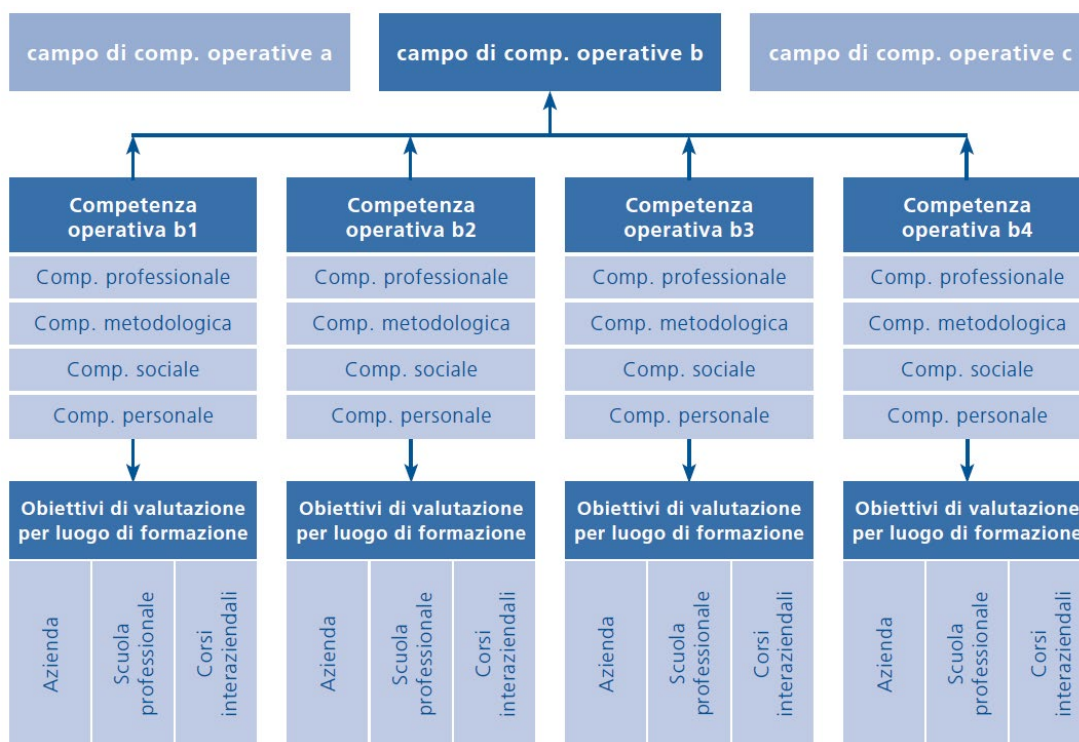 campo di comp. operative a
campo di comp. operative b
campo di comp. operative c
Competenza
operativa b1
Comp. professionale
Comp. metodologica
Comp. sociale
Comp. personale
Obiettivi di valutazione
per luogo di formazione
Azienda
Scuola
professionale
Corsi
interaziendali
Competenza
operativa b2
Comp. professionale
Comp. metodologica
Comp. sociale
Comp. personale
Obiettivi di valutazione
per luogo di formazione
Azienda
Scuola
professionale
Corsi
interaziendali
Competenza
operativa b3
Comp. professionale
Comp. metodologica
Comp. sociale
Comp. personale
Obiettivi di valutazione
per luogo di formazione
Azienda
Scuola
professionale
Corsi
interaziendali
Competenza
operativa b4
Comp. professionale
Comp. metodologica
Comp. sociale
Comp. personale
Obiettivi di valutazione
per luogo di formazione
Azienda
Scuola
professionale
Corsi
interaziendali